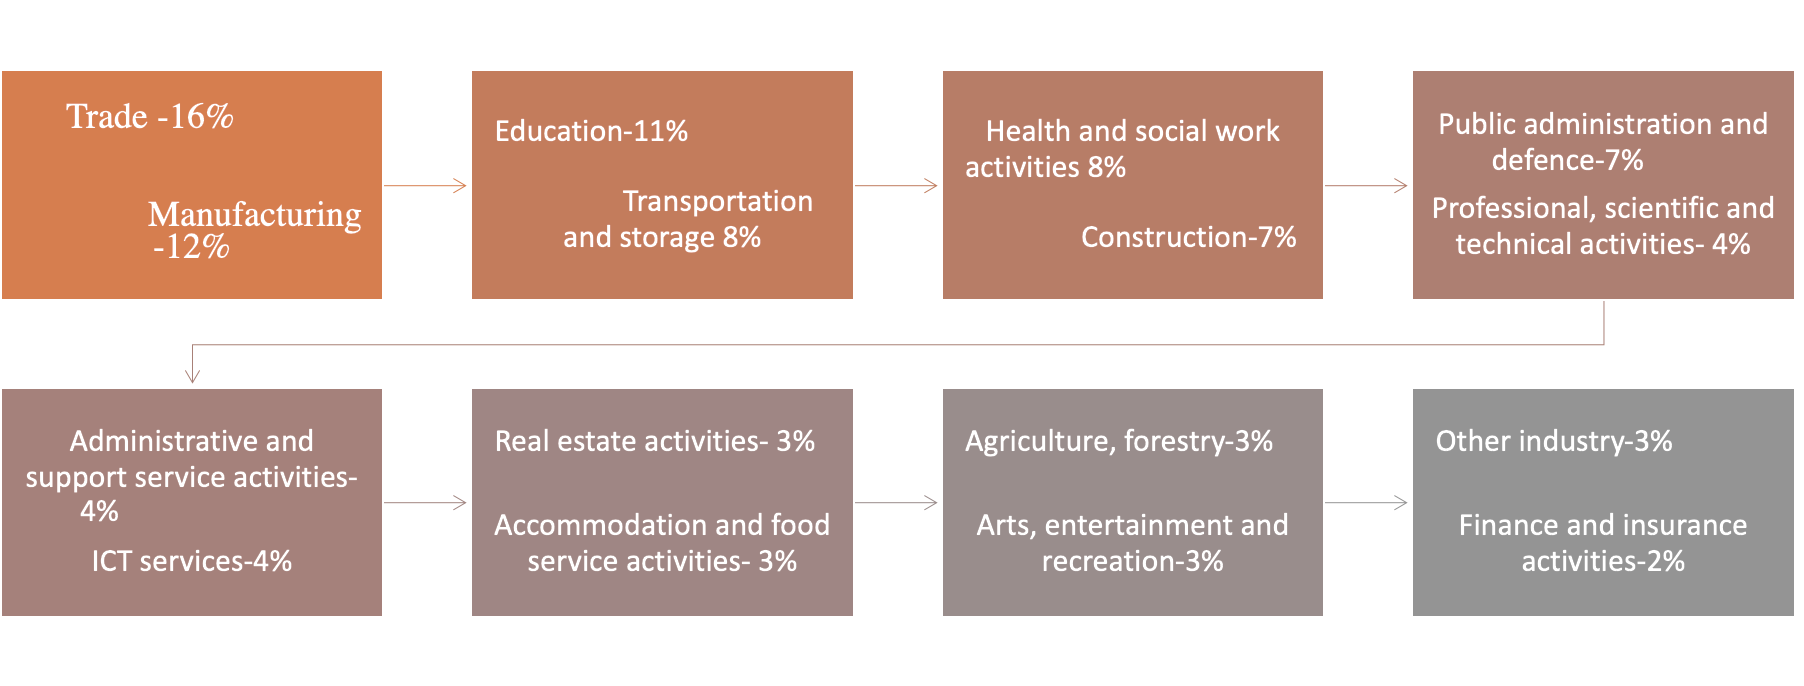 Trade -16%
Manufacturing
-12%
Education-11%
Transportation
and storage 8%
Health and social work
activities 8%
Construction-7%
Public administration and
defence-7%
Professional, scientific and
technical activities- 4%
Administrative and
support service activities-
4%
ICT services-4%
Real estate activities- 3%
Accommodation and food
service activities- 3%
Agriculture, forestry-3%
Arts, entertainment and
recreation-3%
Other industry-3%
Finance and insurance
activities-2%